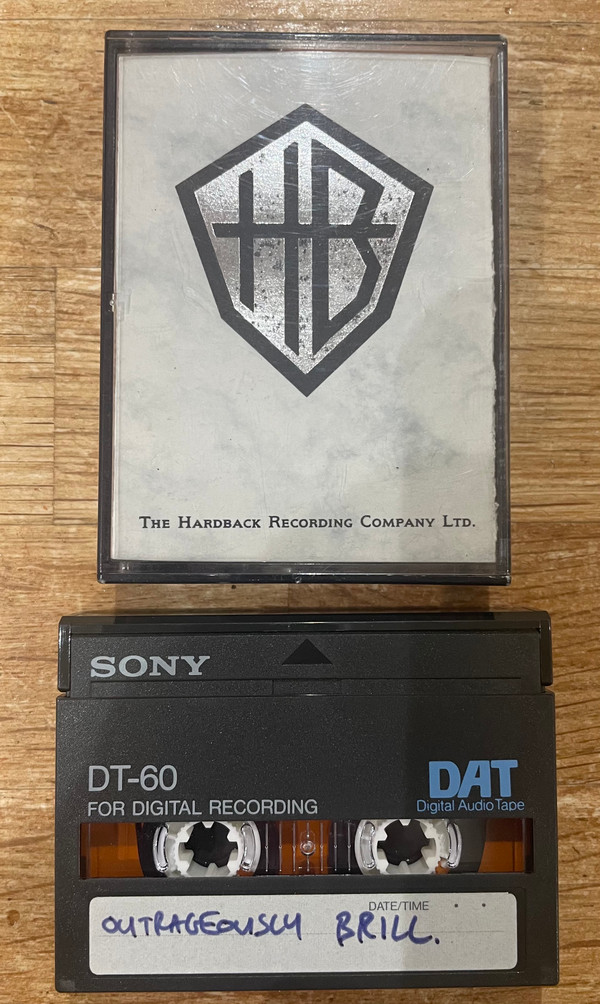 HB
THE HARDBACK RECORDING COMPANY LTD.
SONY
DT-60
FOR DIGITAL RECORDING
DAT
Digital Audio Tape
DATE/TIME
OUTRAGEOUSLY BRILL.